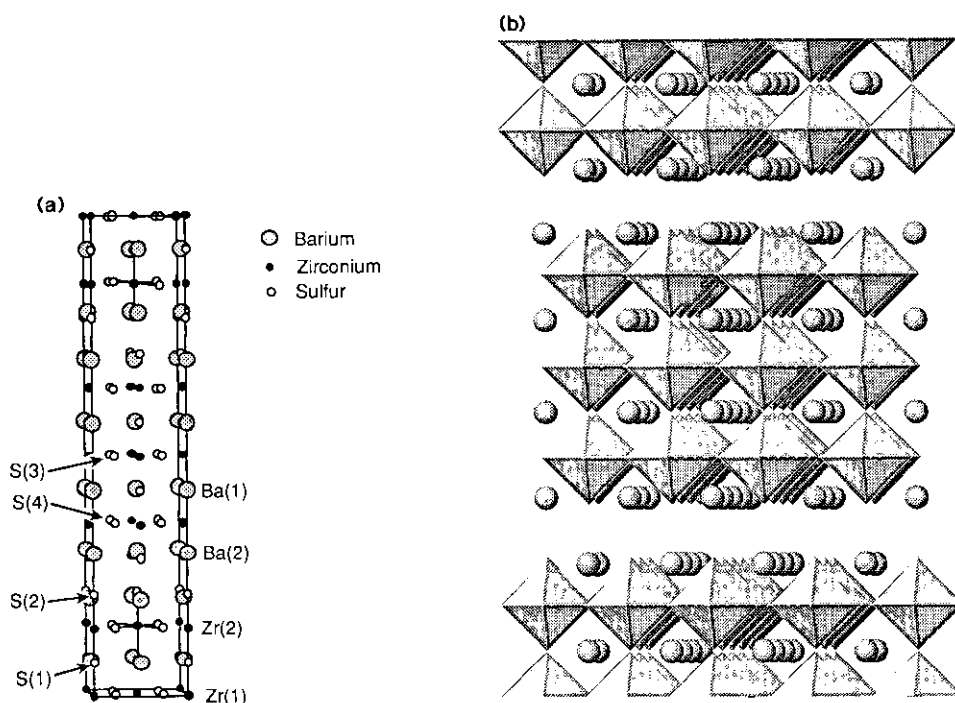 (b)
(a)
Barium
Zirconium
Sulfur
S(3)
S(4)
Ba(1)
Ba(2)
S(2)
Zr(2)
S(1)
Zr(1)